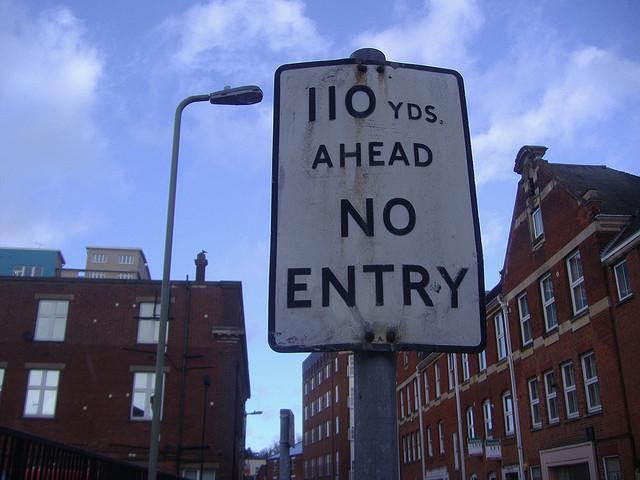 110 YDS.
AHEAD
NO
ENTRY